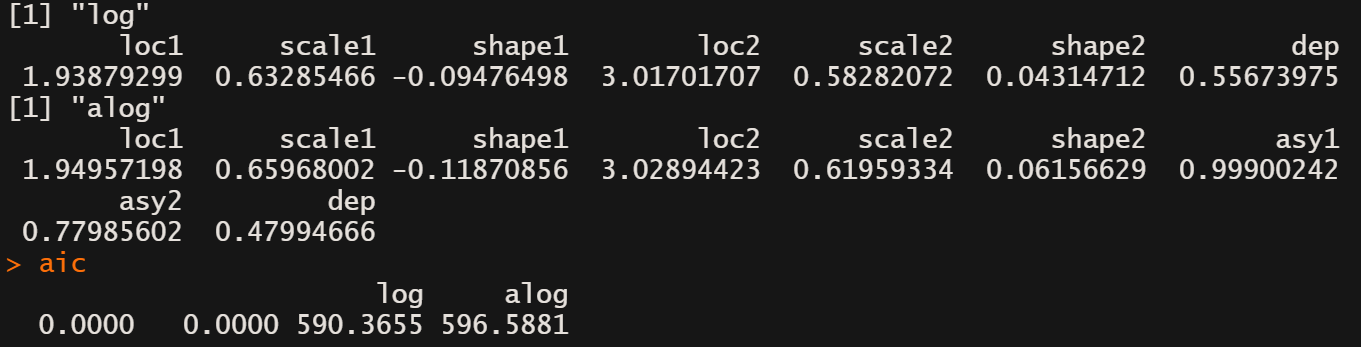 [1] "log"
loc1 scale1 shape1 loc2 scale2 shape2 dep
1.93879299 0.63285466 -0.09476498 3.01701707 0.58282072 0.04314712 0.55673975
[1] "alog"
loc1 scale1 shape1 loc2 scale2 shape2 asy1
1.94957198 0.65968002 -0.11870856 3.02894423 0.61959334 0.06156629 0.99900242
asy2 dep
0.77985602 0.47994666
> aic
log alog
0.0000 0.0000 590.3655 596.5881